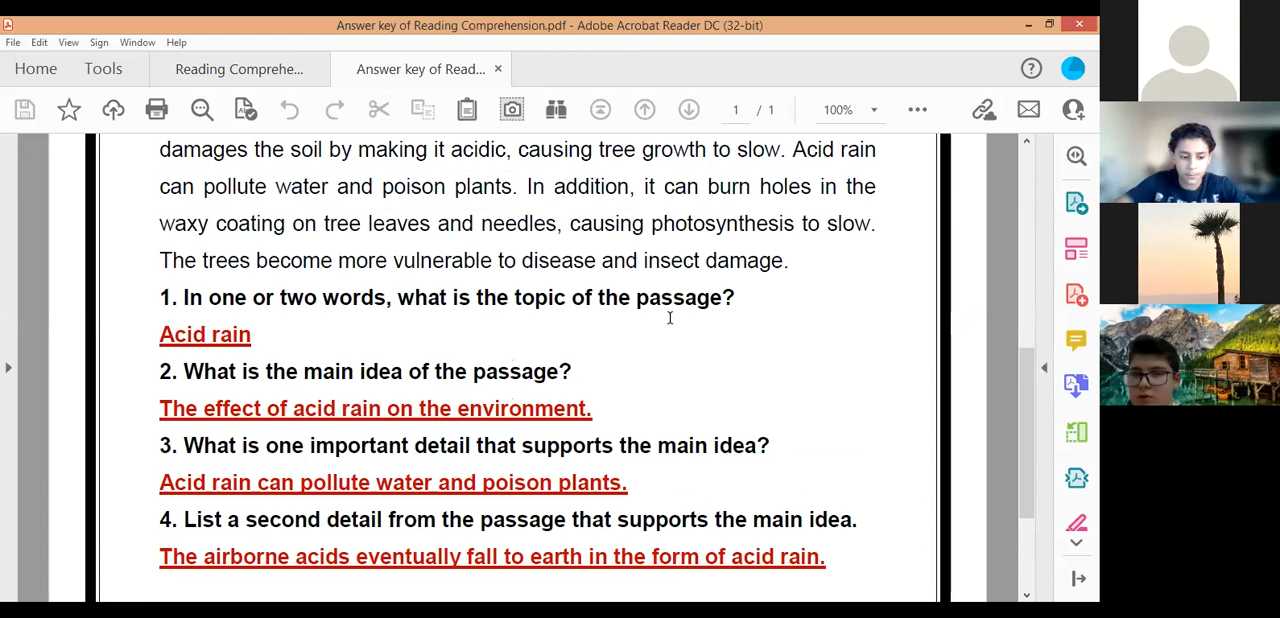 Answer key of Reading Comprehension.pdf - Adobe Acrobat Reader DC (32-bit)
File Edit View Sign Window Help
Home Tools Reading Comprehe... Answer key of Read... ×
1 / 1 100%
damages the soil by making it acidic, causing tree growth to slow. Acid rain
can pollute water and poison plants. In addition, it can burn holes in the
waxy coating on tree leaves and needles, causing photosynthesis to slow.
The trees become more vulnerable to disease and insect damage.
1. In one or two words, what is the topic of the passage?
Acid rain
2. What is the main idea of the passage?
The effect of acid rain on the environment.
3. What is one important detail that supports the main idea?
Acid rain can pollute water and poison plants.
4. List a second detail from the passage that supports the main idea.
The airborne acids eventually fall to earth in the form of acid rain.